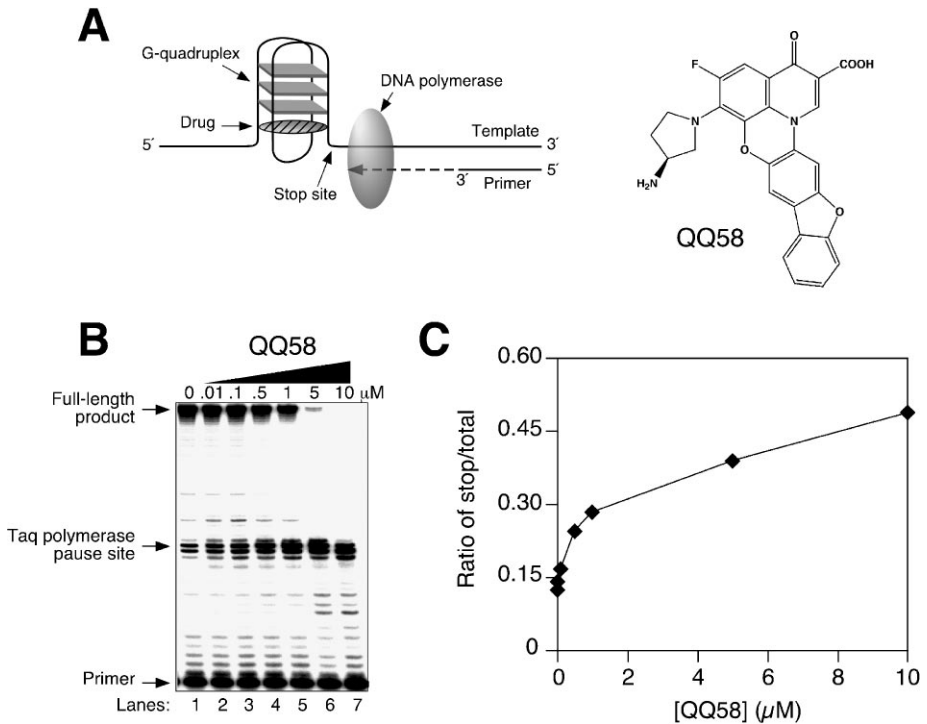 A
G-quadruplex
DNA polymerase
Drug
Template
5′
3′
5′
3′
Primer
Stop site
O
F
COOH
N
N
O
H₂N
O
QQ58
B
QQ58
0 .01 .1 .5 1 5 10 μM
Full-length
product
Taq polymerase
pause site
Primer
Lanes: 1 2 3 4 5 6 7
C
0.60
0.45
0.30
0.15
0
Ratio of stop/total
0 2 4 6 8 10
[QQ58] (μM)